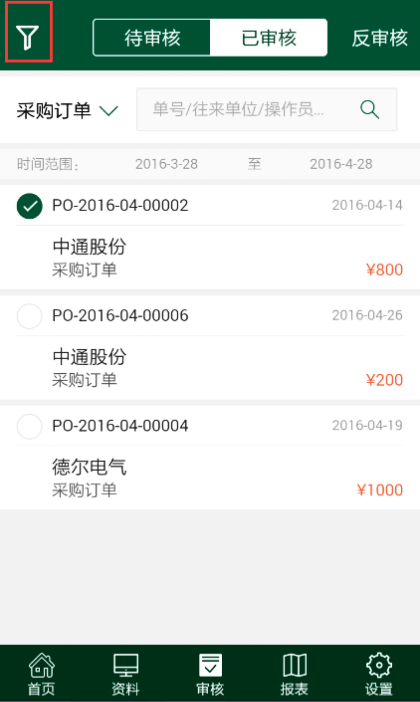 待审核 已审核 反审核
采购订单 单号/往来单位/操作员...
时间范围： 2016-3-28 至 2016-4-28
PO-2016-04-00002 2016-04-14
中通股份
采购订单 ¥800
PO-2016-04-00006 2016-04-26
中通股份
采购订单 ¥200
PO-2016-04-00004 2016-04-19
德尔电气
采购订单 ¥1000
首页 资料 审核 报表 设置